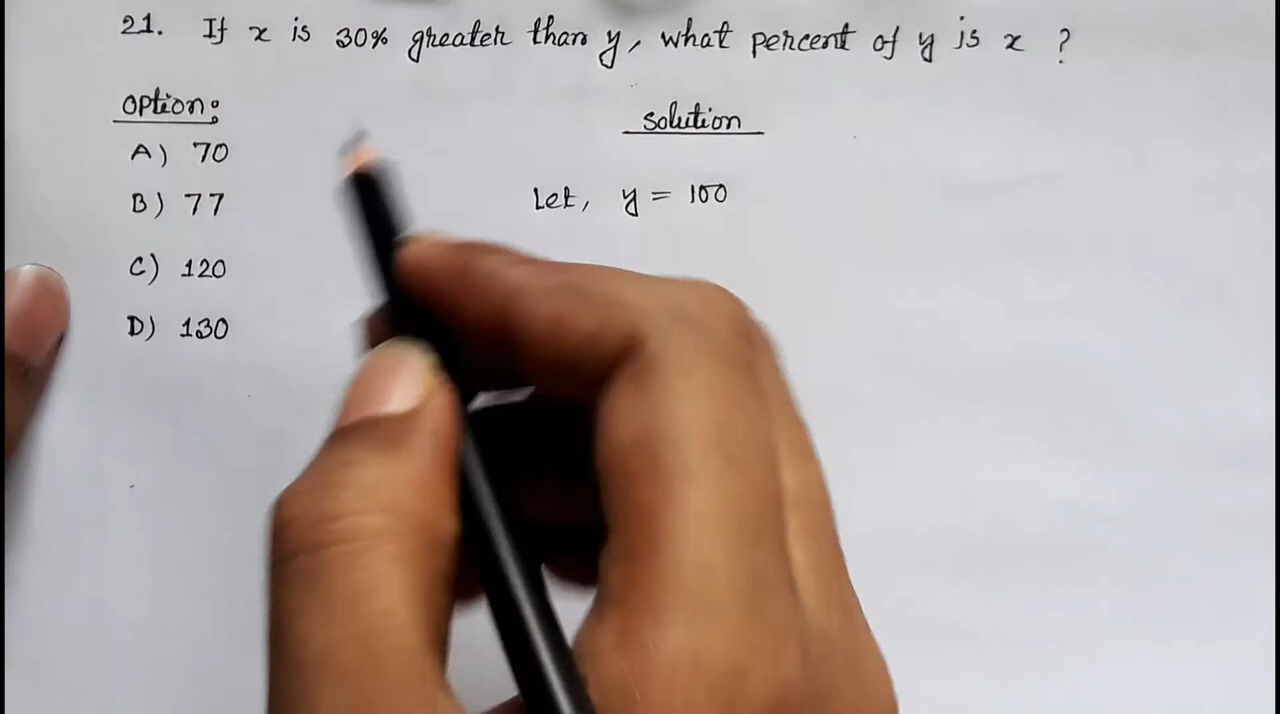 21. If x is 30% greater than y, what percent of y is x ?
option:
Solution
A) 70
Let, y = 100
B) 77
C) 120
D) 130